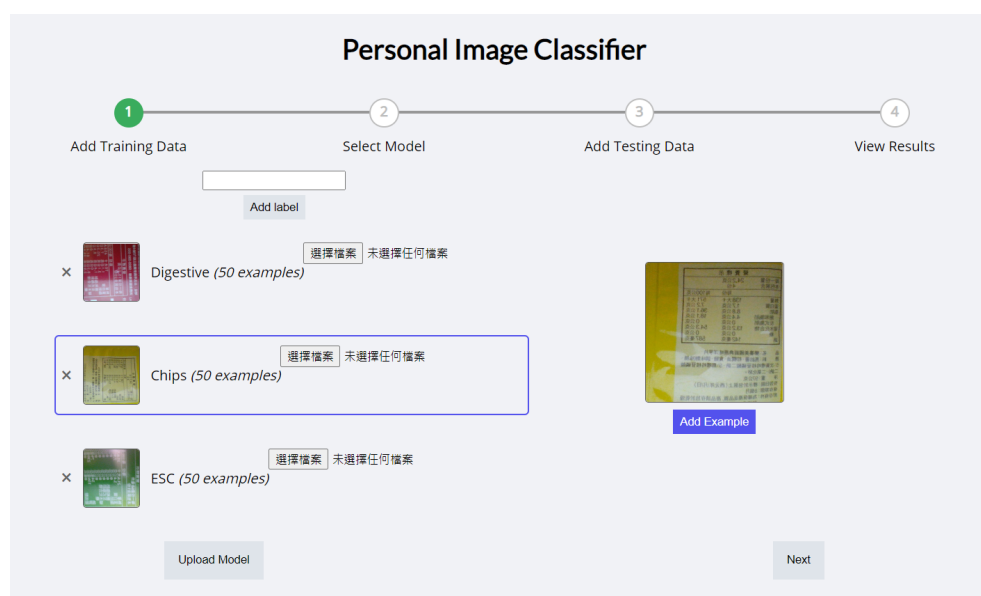 Personal Image Classifier
1
2
3
4
Add Training Data
Select Model
Add Testing Data
View Results
Add label
選擇檔案 未選擇任何檔案
× Digestive (50 examples)
選擇檔案 未選擇任何檔案
× Chips (50 examples)
Add Example
選擇檔案 未選擇任何檔案
× ESC (50 examples)
Upload Model
Next